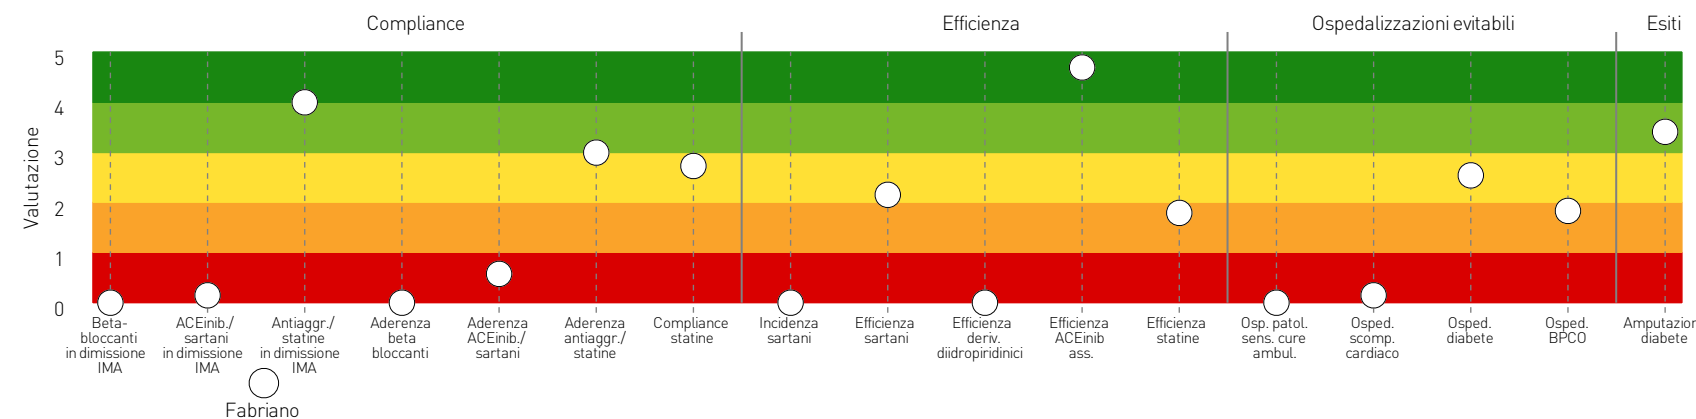 Compliance
Efficienza
Ospedalizzazioni evitabili
Esiti
Valutazione
5
4
3
2
1
0
Beta-
bloccanti
in dimissione
IMA
ACEinib./
sartani
in dimissione
IMA
Antiaggr./
statine
in dimissione
IMA
Aderenza
beta
bloccanti
Aderenza
ACEinib./
sartani
Aderenza
antiaggr./
statine
Compliance
statine
Incidenza
sartani
Efficienza
sartani
Efficienza
deriv.
diidropiridinici
Efficienza
ACEinib
ass.
Efficienza
statine
Osp. patol.
sens. cure
ambul.
Osped.
scomp.
cardiaco
Osped.
diabete
Osped.
BPCO
Amputazior
diabete
Fabriano